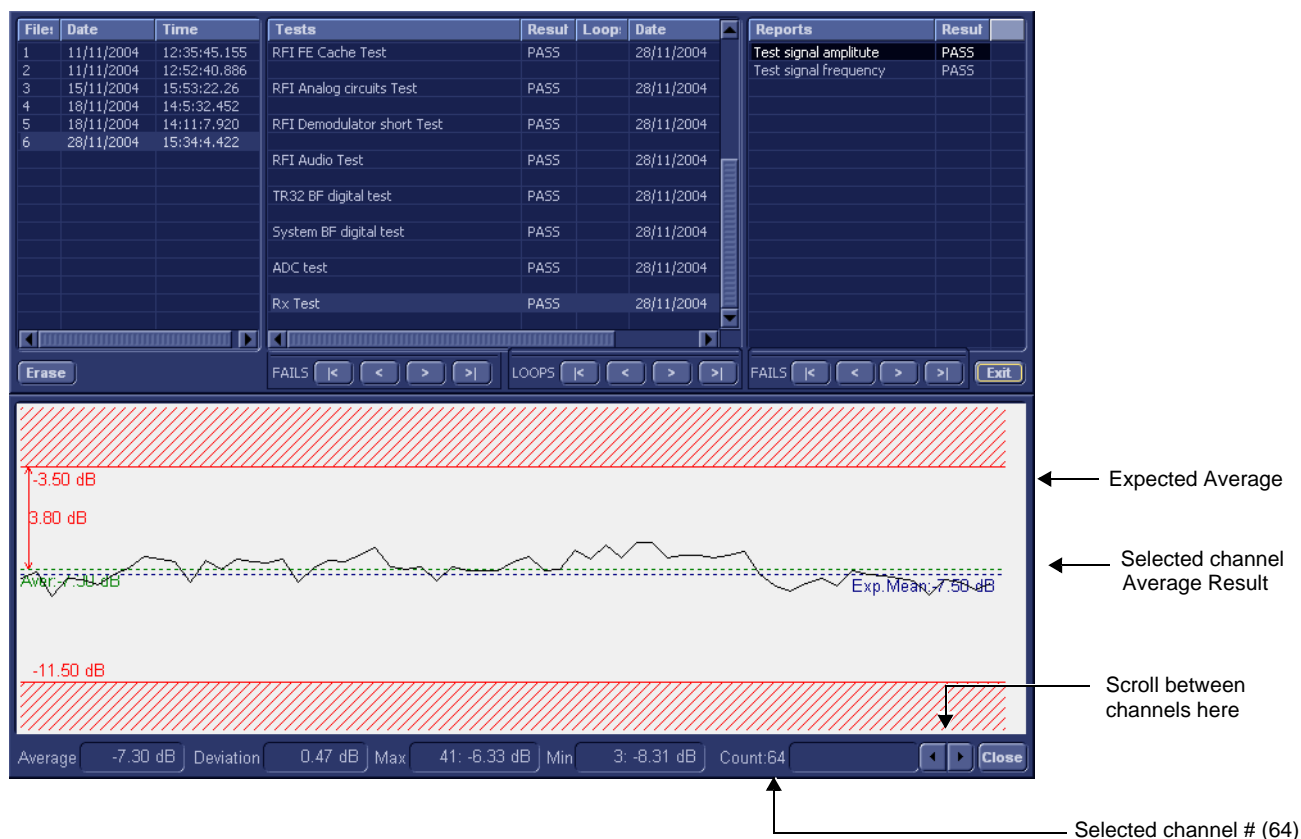 File: Date Time
1 11/11/2004 12:35:45.155
2 11/11/2004 12:52:40.886
3 15/11/2004 15:53:22.26
4 18/11/2004 14:5:32.452
5 18/11/2004 14:11:7.920
6 28/11/2004 15:34:4.422
Erase
Tests Resul Loop: Date
RFI FE Cache Test PASS 28/11/2004
RFI Analog circuits Test PASS 28/11/2004
RFI Demodulator short Test PASS 28/11/2004
RFI Audio Test PASS 28/11/2004
TR32 BF digital test PASS 28/11/2004
System BF digital test PASS 28/11/2004
ADC test PASS 28/11/2004
Rx Test PASS 28/11/2004
FAILS |< < > >| LOOPS |< < > >|
Reports Resul
Test signal amplitute PASS
Test signal frequency PASS
FAILS |< < > >| Exit
-3.50 dB
3.80 dB
Aver:-7.30 dB
Exp.Mean:-7.50 dB
-11.50 dB
Average -7.30 dB Deviation 0.47 dB Max 41: -6.33 dB Min 3: -8.31 dB Count:64 Close
Expected Average
Selected channel
Average Result
Scroll between
channels here
Selected channel # (64)